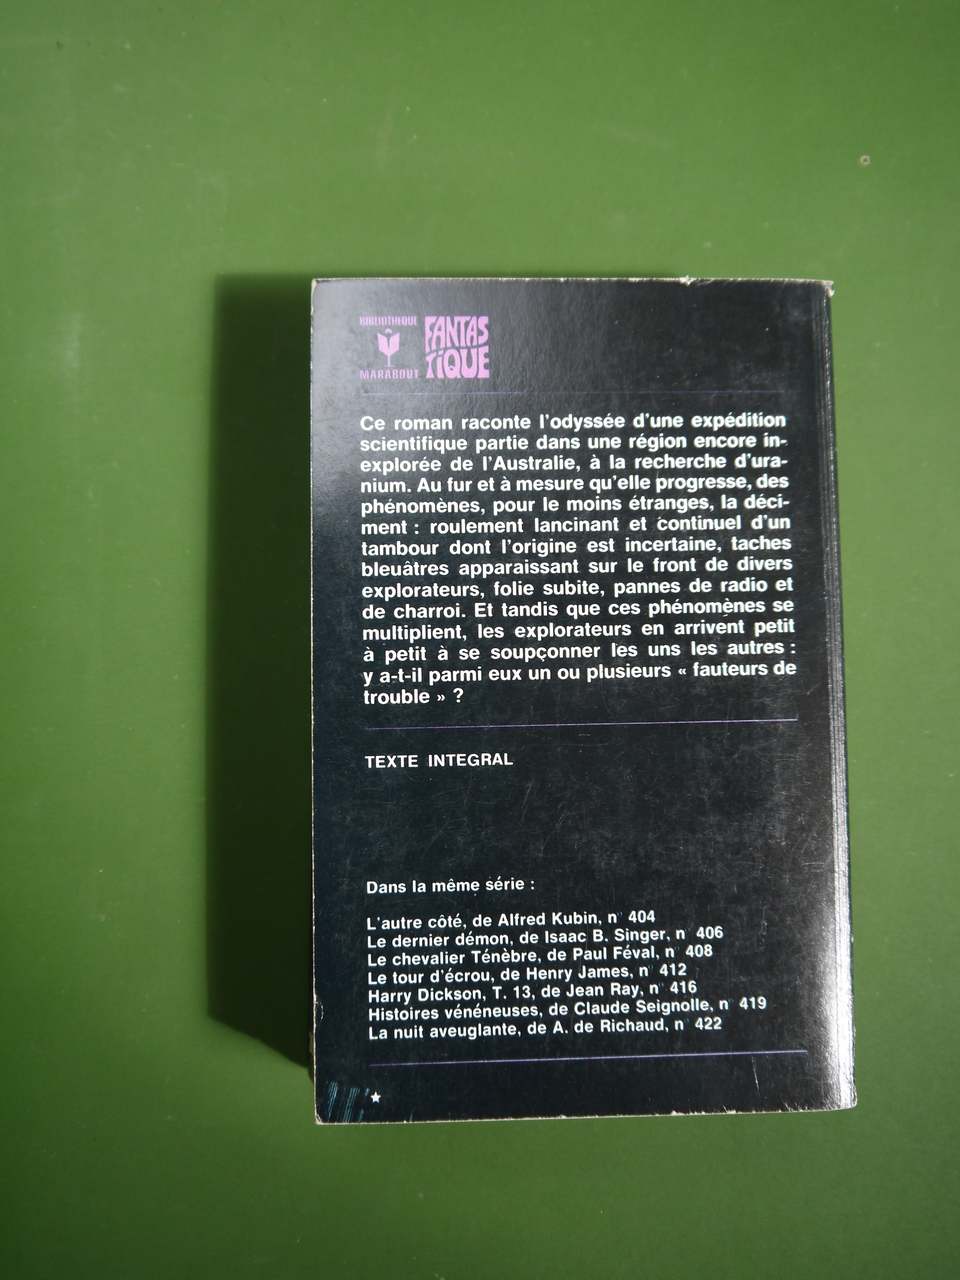 BIBLIOTHEQUE
MARABOUT
FANTAS
TIQUE
Ce roman raconte l'odyssée d'une expédition
scientifique partie dans une région encore in-
explorée de l'Australie, à la recherche d'ura-
nium. Au fur et à mesure qu'elle progresse, des
phénomènes, pour le moins étranges, la déci-
ment : roulement lancinant et continuel d'un
tambour dont l'origine est incertaine, taches
bleuâtres apparaissant sur le front de divers
explorateurs, folie subite, pannes de radio et
de charroi. Et tandis que ces phénomènes se
multiplient, les explorateurs en arrivent petit
à petit à se soupçonner les uns les autres :
y a-t-il parmi eux un ou plusieurs « fauteurs de
trouble » ?
TEXTE INTEGRAL
Dans la même série :
L'autre côté, de Alfred Kubin, n° 404
Le dernier démon, de Isaac B. Singer, n° 406
Le chevalier Ténèbre, de Paul Féval, n° 408
Le tour d'écrou, de Henry James, n° 412
Harry Dickson, T. 13, de Jean Ray, n° 416
Histoires vénéneuses, de Claude Seignolle, n° 419
La nuit aveuglante, de A. de Richaud, n° 422